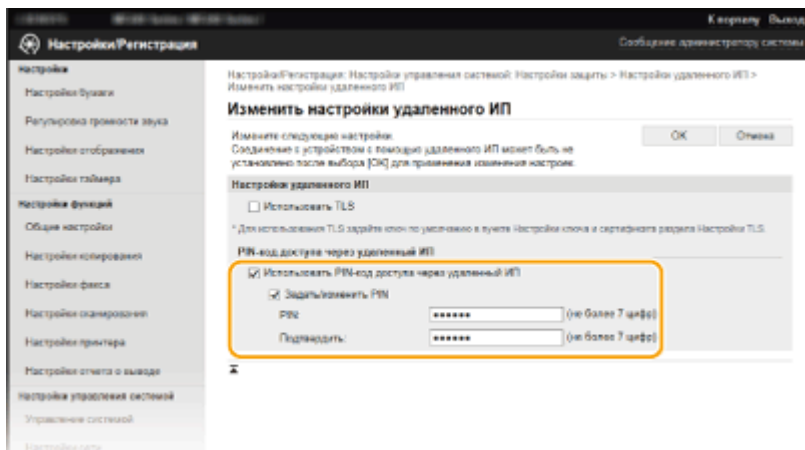 К порталу Выход
Настройки/Регистрация
Сообщение администратору системы
Настройки
Настройки бумаги
Регулировка громкости звука
Настройки отображения
Настройки таймера
Настройки функций
Общие настройки
Настройки копирования
Настройки факса
Настройки сканирования
Настройки принтера
Настройки отчета о выводе
Настройки управления системой
Управление системой
Настройки сети
Настройки/Регистрация: Настройки управления системой: Настройки защиты > Настройки удаленного ИП >
Изменить настройки удаленного ИП
Изменить настройки удаленного ИП
Измените следующие настройки.
Соединение с устройством с помощью удаленного ИП может быть не
установлено после выбора [OK] для применения изменения настроек.
OK Отмена
Настройки удаленного ИП
Использовать TLS
* Для использования TLS задайте ключ по умолчанию в пункте Настройки ключа и сертификата раздела Настройки TLS.
PIN-код доступа через удаленный ИП
Использовать PIN-код доступа через удаленный ИП
Задать/изменить PIN
PIN: •••••• (не более 7 цифр)
Подтвердить: •••••• (не более 7 цифр)